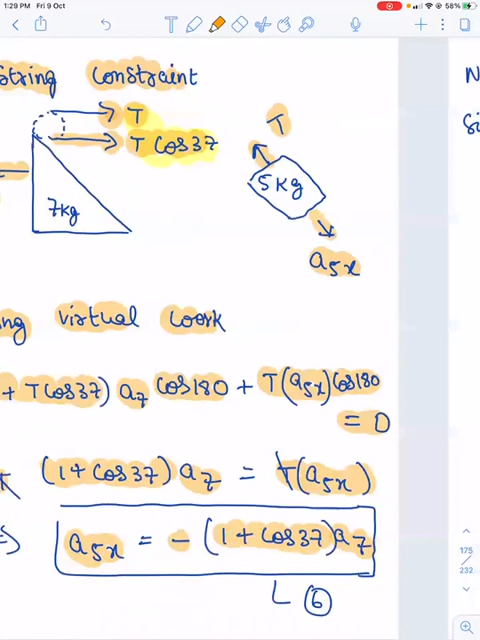 1:29 PM Fri 9 Oct
58%
String Constraint
T
T Cos37
7kg
T
5kg
a5x
N
virtual work
+ Tcos37) a7 cos180 + T(a5x)cos180
= 0
(1+cos37) a7 = T(a5x)
=> a5x = - (1+cos37)a7
6
175
232